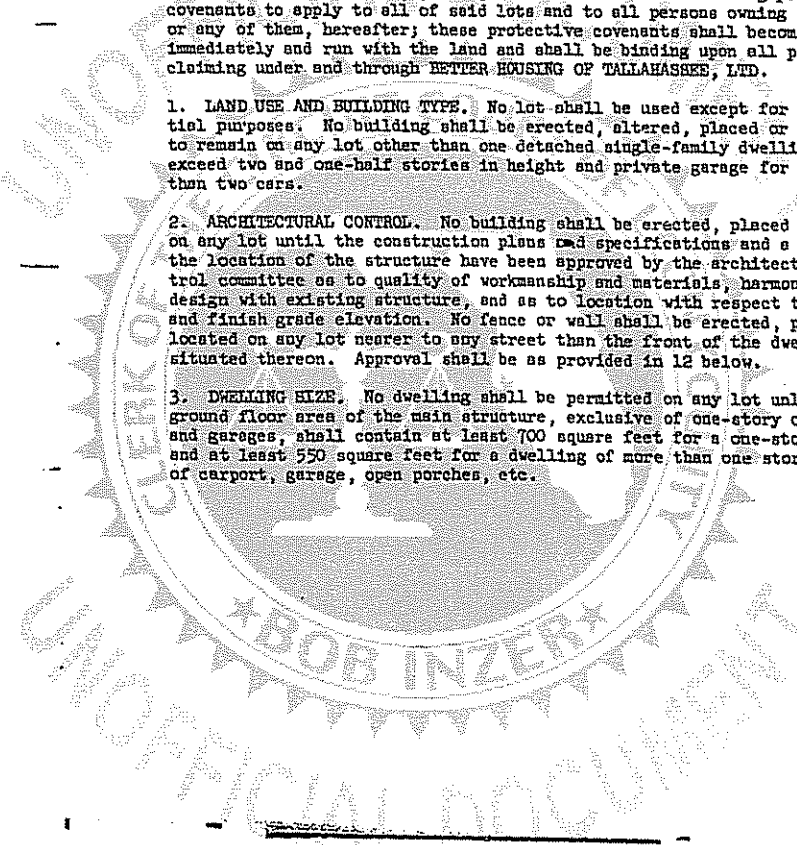 covenants to apply to all of said lots and to all persons owning
or any of them, hereafter; these protective covenants shall becom
immediately and run with the land and shall be binding upon all p
claiming under and through BETTER HOUSING OF TALLAHASSEE, LTD.
1. LAND USE AND BUILDING TYPE. No lot shall be used except for
tial purposes. No building shall be erected, altered, placed or
to remain on any lot other than one detached single-family dwelli
exceed two and one-half stories in height and private garage for
than two cars.
2. ARCHITECTURAL CONTROL. No building shall be erected, placed
on any lot until the construction plans and specifications and a
the location of the structure have been approved by the architect
trol committee as to quality of workmanship and materials, harmon
design with existing structure, and as to location with respect t
and finish grade elevation. No fence or wall shall be erected, p
located on any lot nearer to any street than the front of the dwe
situated thereon. Approval shall be as provided in 12 below.
3. DWELLING SIZE. No dwelling shall be permitted on any lot unl
ground floor area of the main structure, exclusive of one-story o
and garages, shall contain at least 700 square feet for a one-sto
and at least 550 square feet for a dwelling of more than one stor
of carport, garage, open porches, etc.
CLERK OF
BOB INZER
UNOFFICIAL DOCUMENT